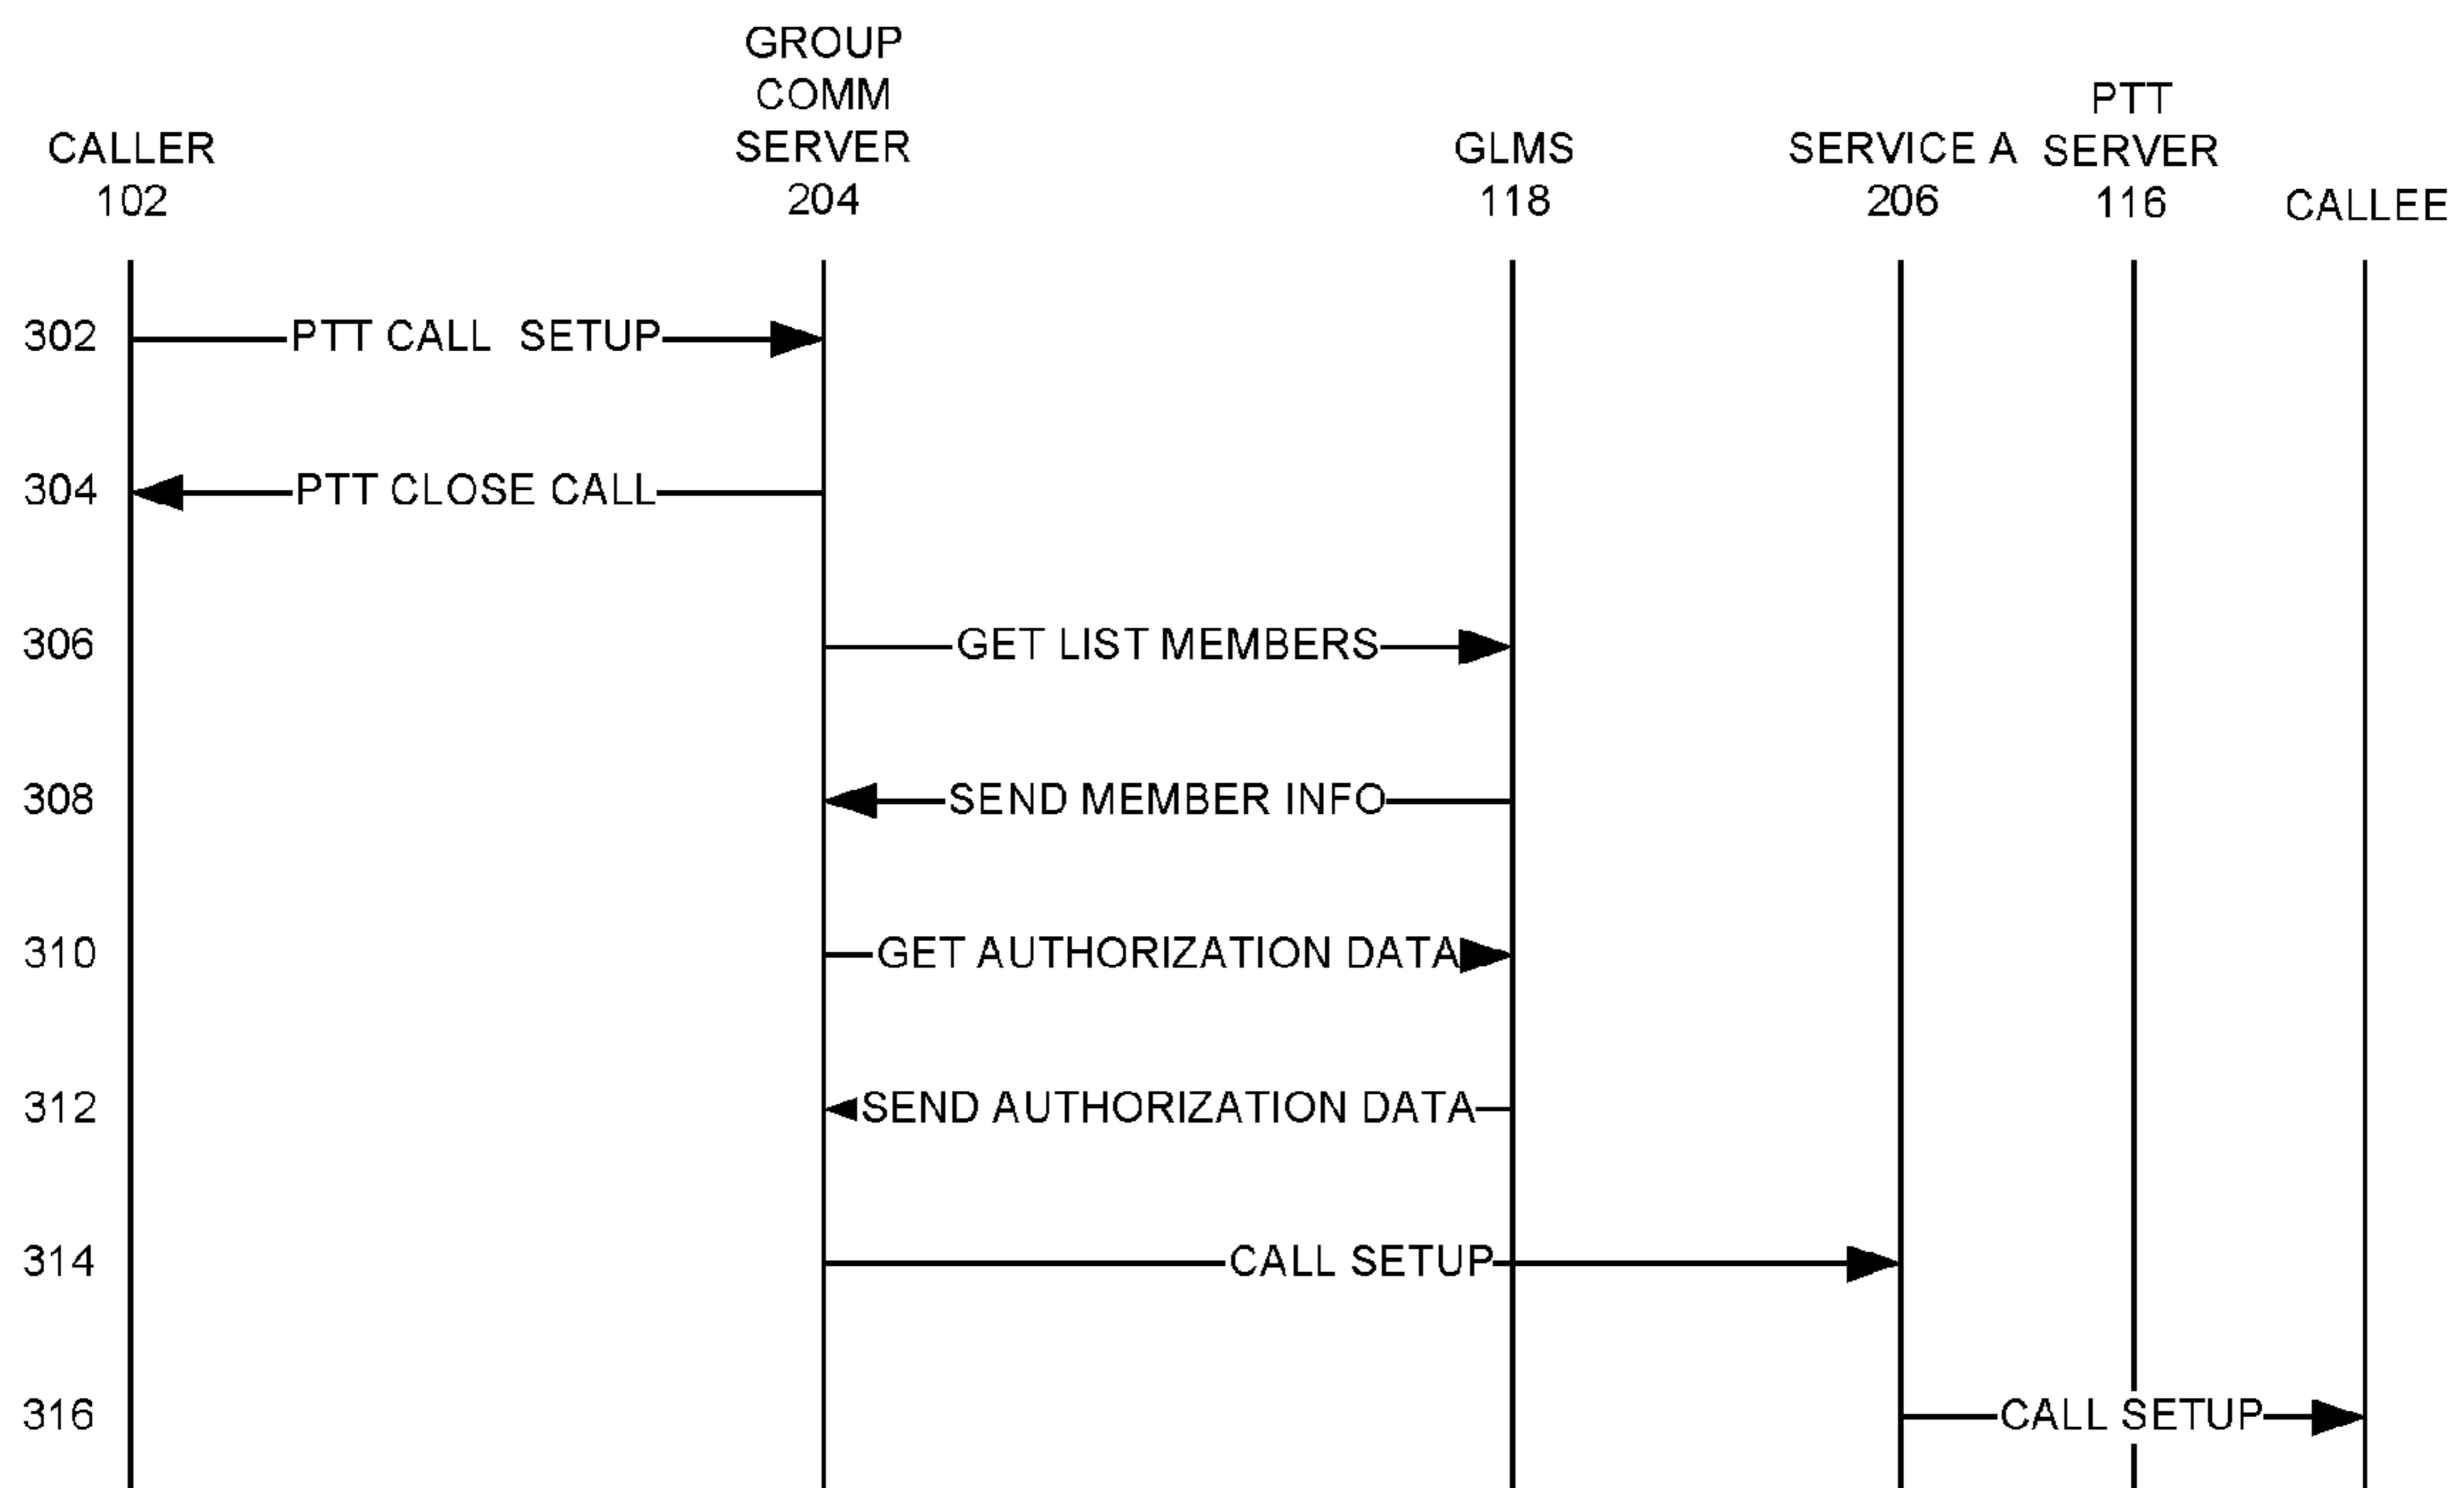 GROUP
COMM
SERVER
204
CALLER
102
GLMS
118
SERVICE A
206
PTT
SERVER
116
CALLEE
302 PTT CALL SETUP
304 PTT CLOSE CALL
306 GET LIST MEMBERS
308 SEND MEMBER INFO
310 GET AUTHORIZATION DATA
312 SEND AUTHORIZATION DATA
314 CALL SETUP
316 CALL SETUP